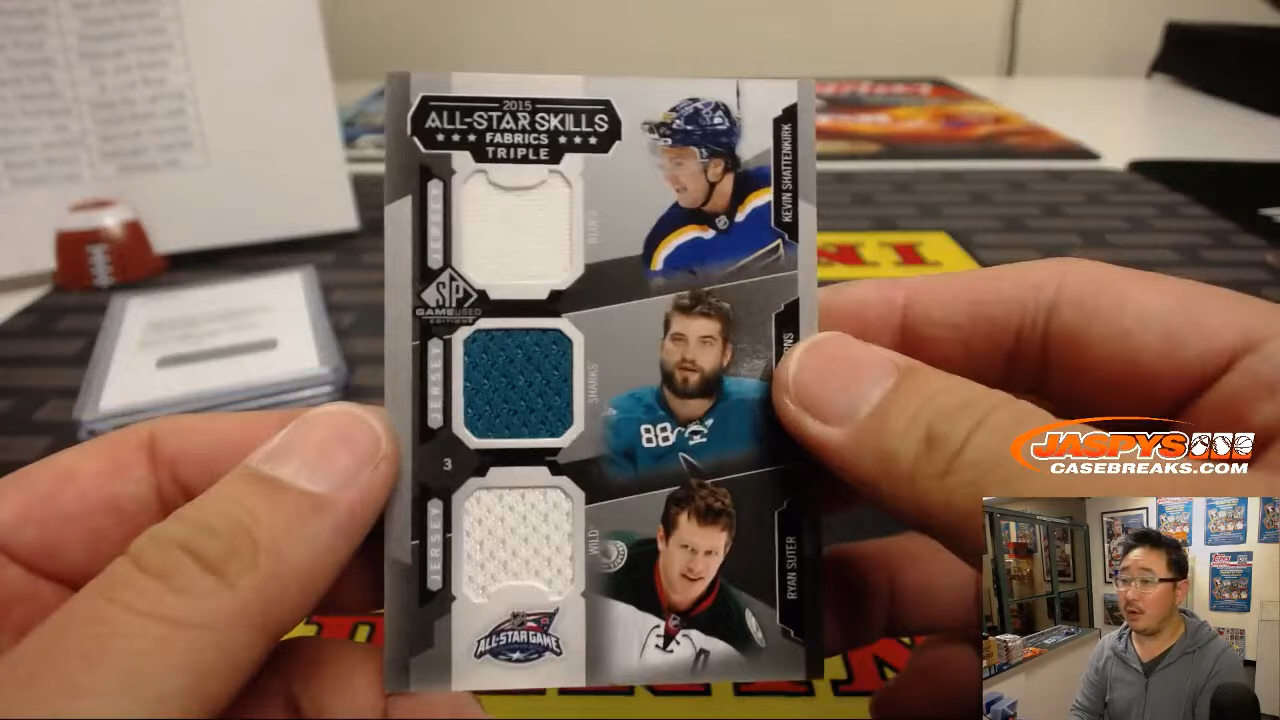 2015
ALL-STAR SKILLS
FABRICS
TRIPLE
KEVIN SHATTENKIRK
JERSEY
BLUES
SP
GAME USED
EDITION
JERSEY
SHARKS
88
3
JERSEY
WILD
RYAN SUTER
NHL
ALL-STAR GAME
JASPYS
CASEBREAKS.COM